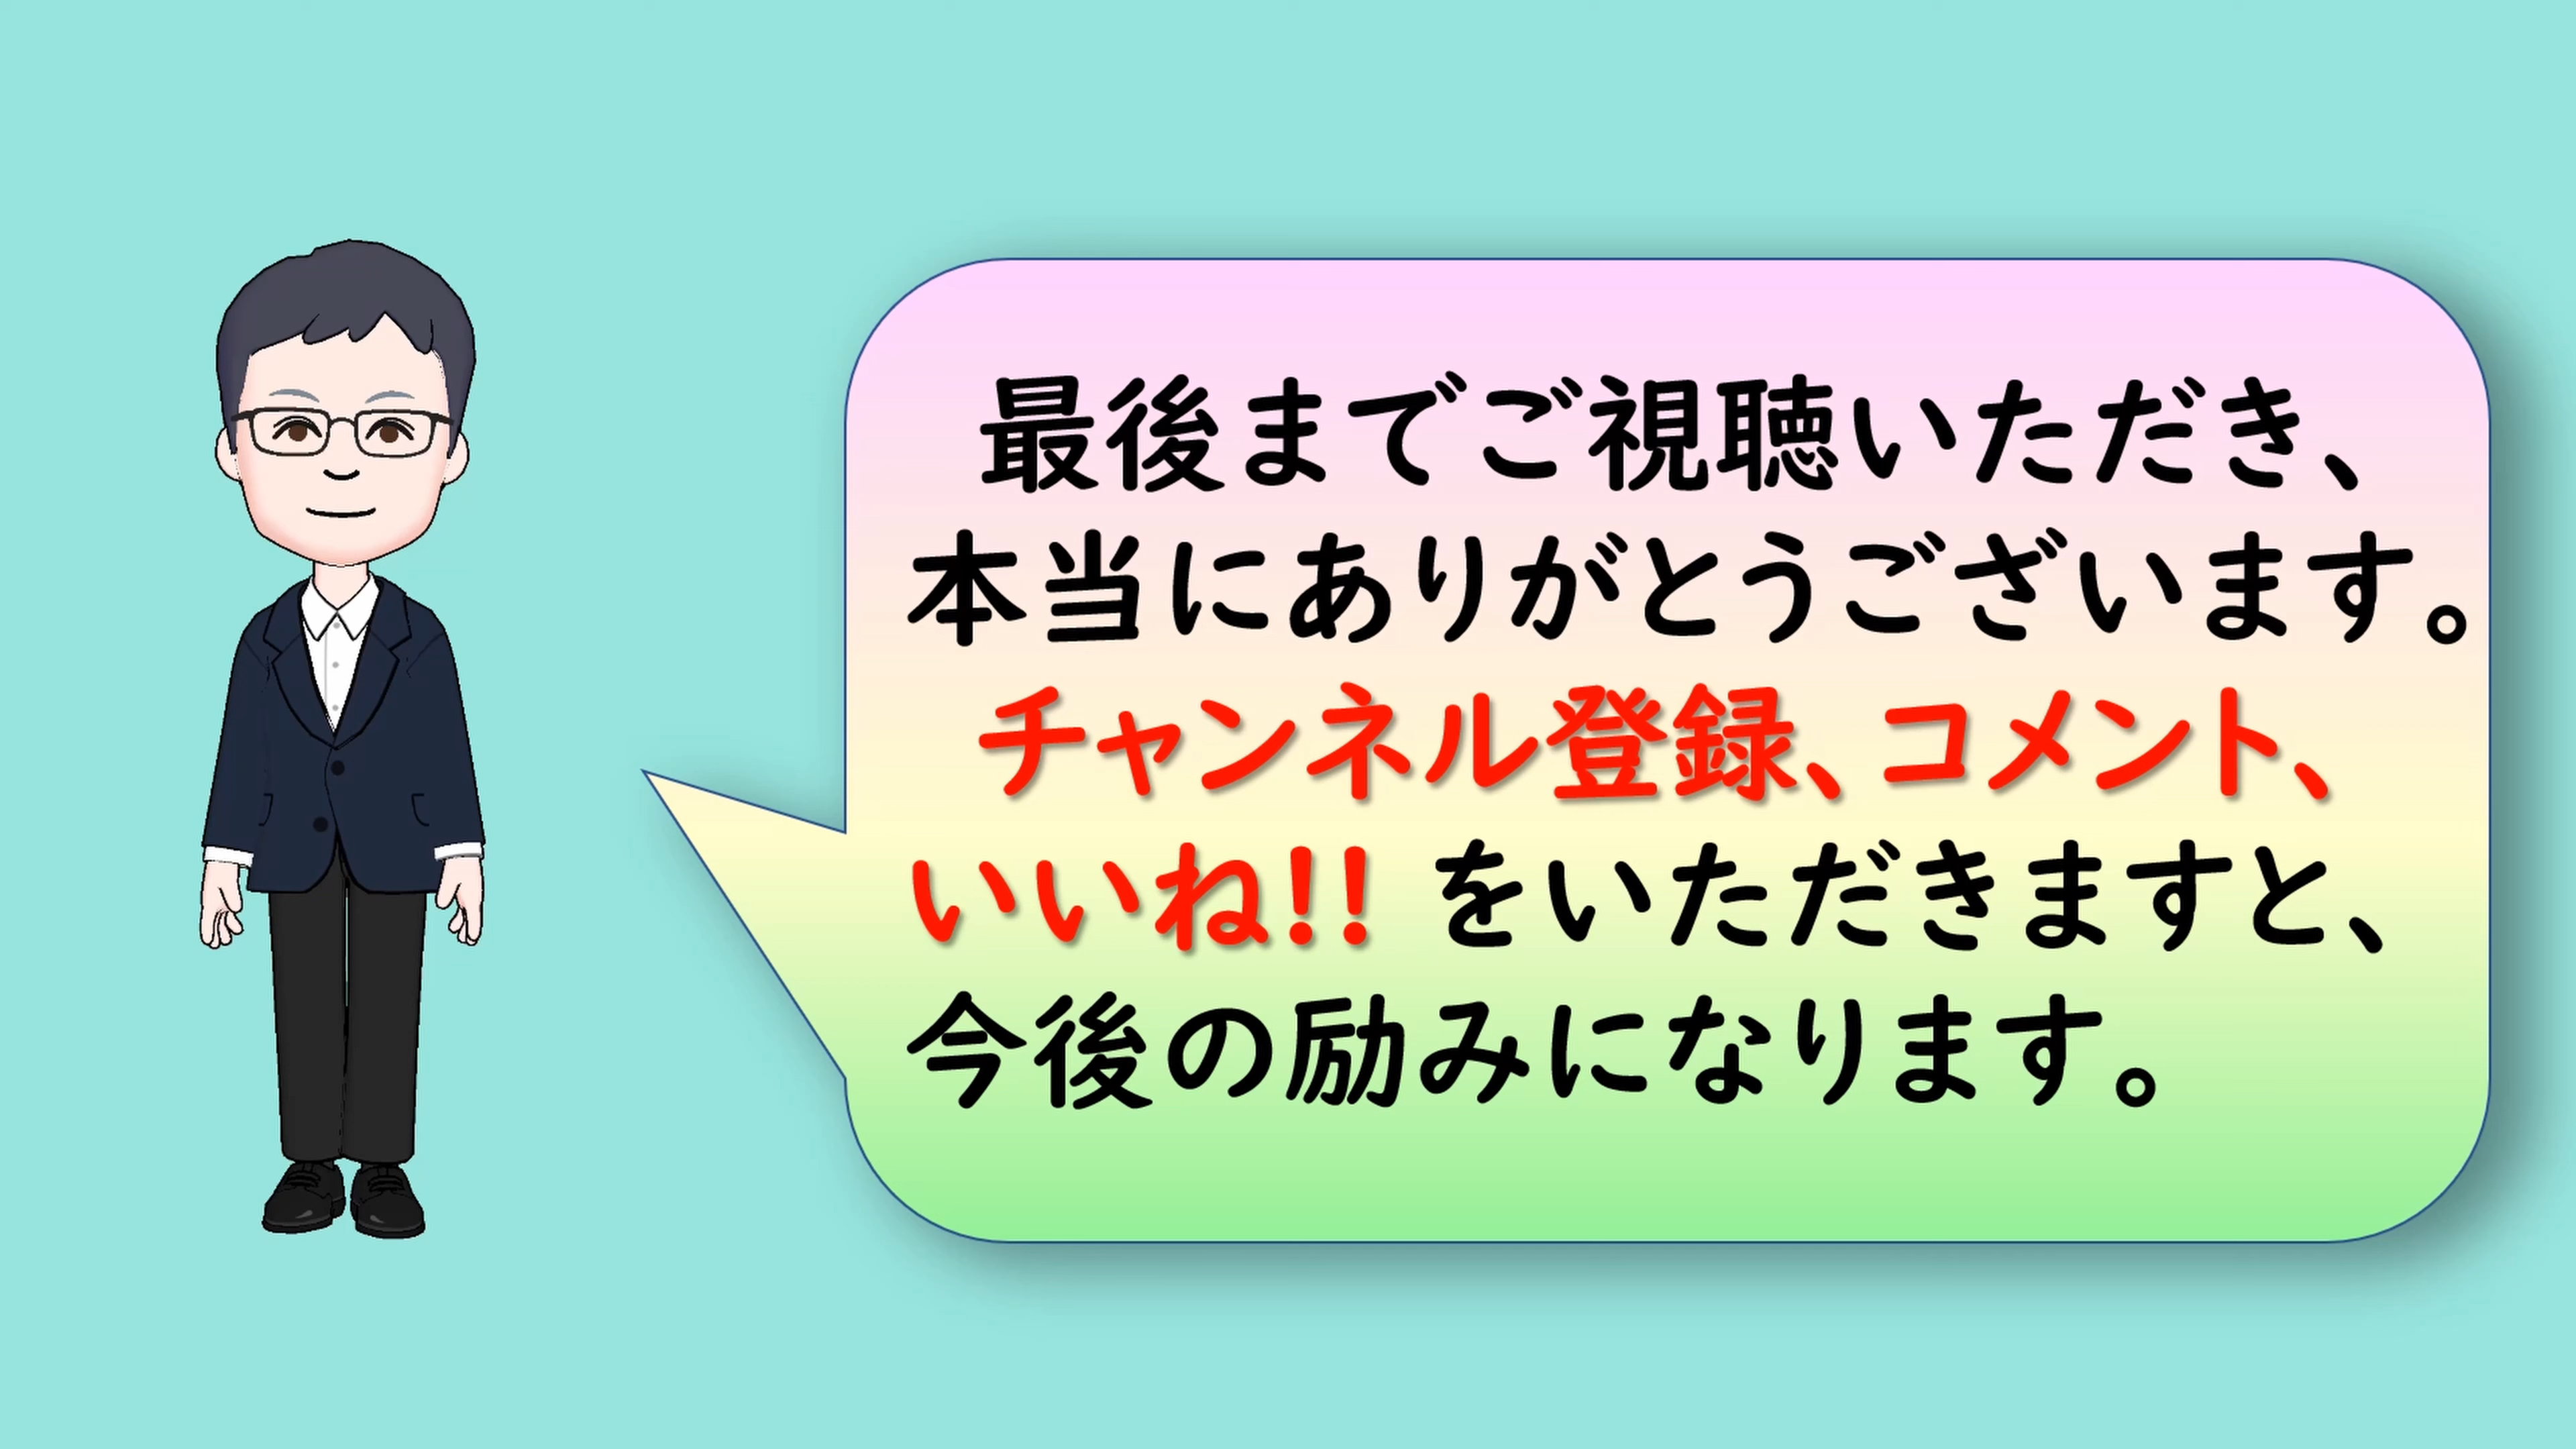 最後までご視聴いただき、
本当にありがとうございます。
チャンネル登録、コメント、
いいね!! をいただきますと、
今後の励みになります。